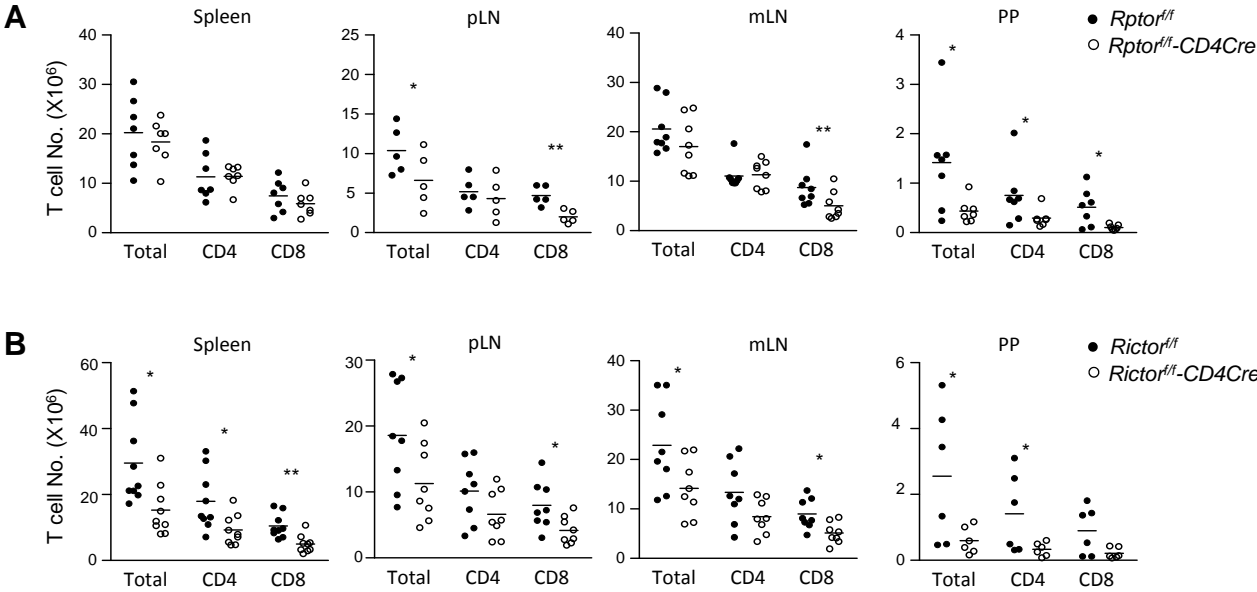 A
Spleen
pLN
mLN
PP
● Rptorf/f
○ Rptorf/f-CD4Cre
T cell No. (X10⁶)
40
30
20
10
0
Total CD4 CD8
25
20
15
10
5
0
*
**
Total CD4 CD8
40
30
20
10
0
**
Total CD4 CD8
4
3
2
1
0
*
*
*
Total CD4 CD8
B
Spleen
pLN
mLN
PP
● Rictorf/f
○ Rictorf/f-CD4Cre
T cell No. (X10⁶)
60
40
20
0
*
*
**
Total CD4 CD8
30
20
10
0
*
*
Total CD4 CD8
40
30
20
10
0
*
*
Total CD4 CD8
6
4
2
0
*
*
Total CD4 CD8